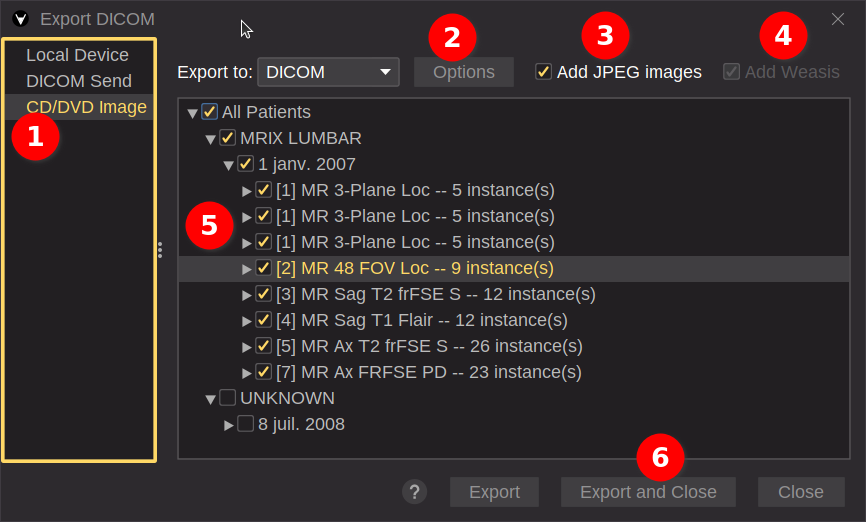 Export DICOM
Local Device
DICOM Send
CD/DVD Image
1
2
3
4
Export to: DICOM Options Add JPEG images Add Weasis
All Patients
MRIX LUMBAR
1 janv. 2007
[1] MR 3-Plane Loc -- 5 instance(s)
[1] MR 3-Plane Loc -- 5 instance(s)
5
[1] MR 3-Plane Loc -- 5 instance(s)
[2] MR 48 FOV Loc -- 9 instance(s)
[3] MR Sag T2 frFSE S -- 12 instance(s)
[4] MR Sag T1 Flair -- 12 instance(s)
[5] MR Ax T2 frFSE S -- 26 instance(s)
[7] MR Ax FRFSE PD -- 23 instance(s)
UNKNOWN
8 juil. 2008
6
? Export Export and Close Close